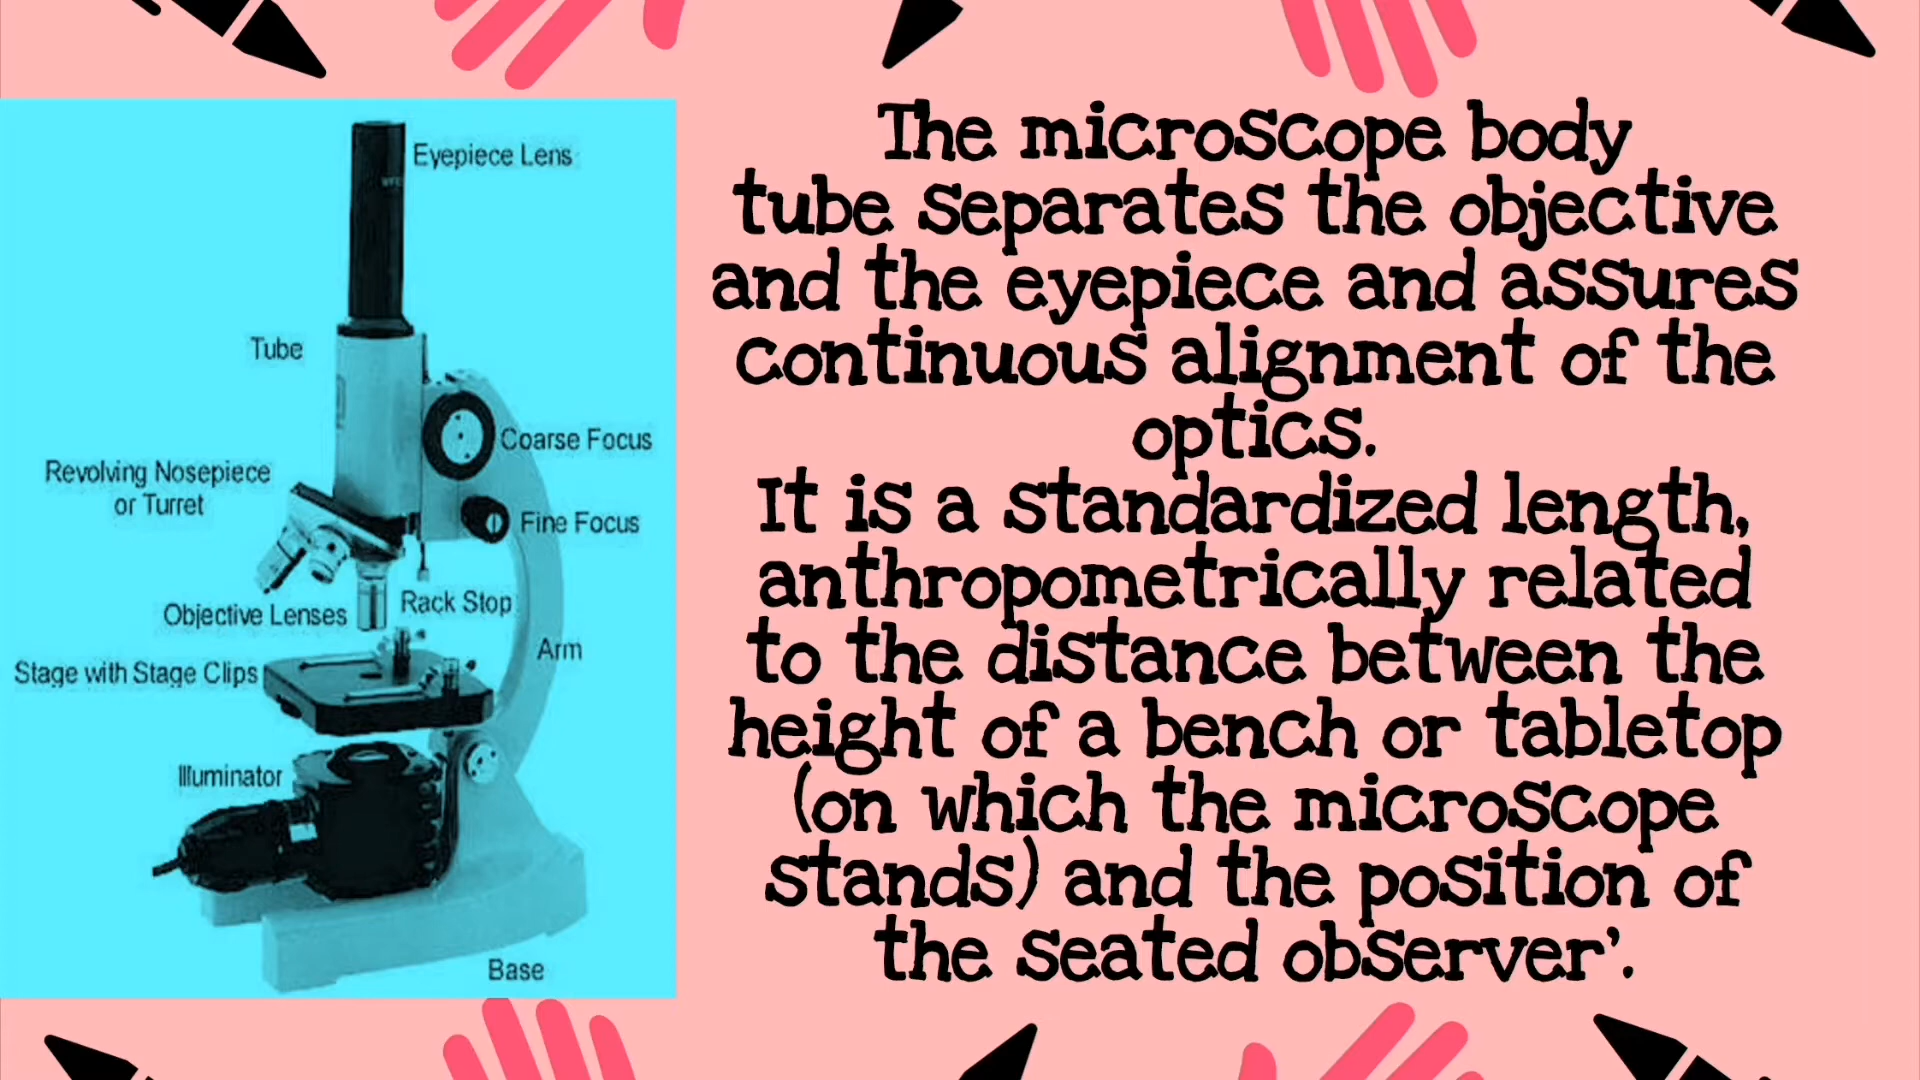 Eyepiece Lens
Tube
Coarse Focus
Revolving Nosepiece
or Turret
Fine Focus
Objective Lenses
Rack Stop
Arm
Stage with Stage Clips
Illuminator
Base
The microscope body
tube separates the objective
and the eyepiece and assures
continuous alignment of the
optics.
It is a standardized length,
anthropometrically related
to the distance between the
height of a bench or tabletop
(on which the microscope
stands) and the position of
the seated observer’.